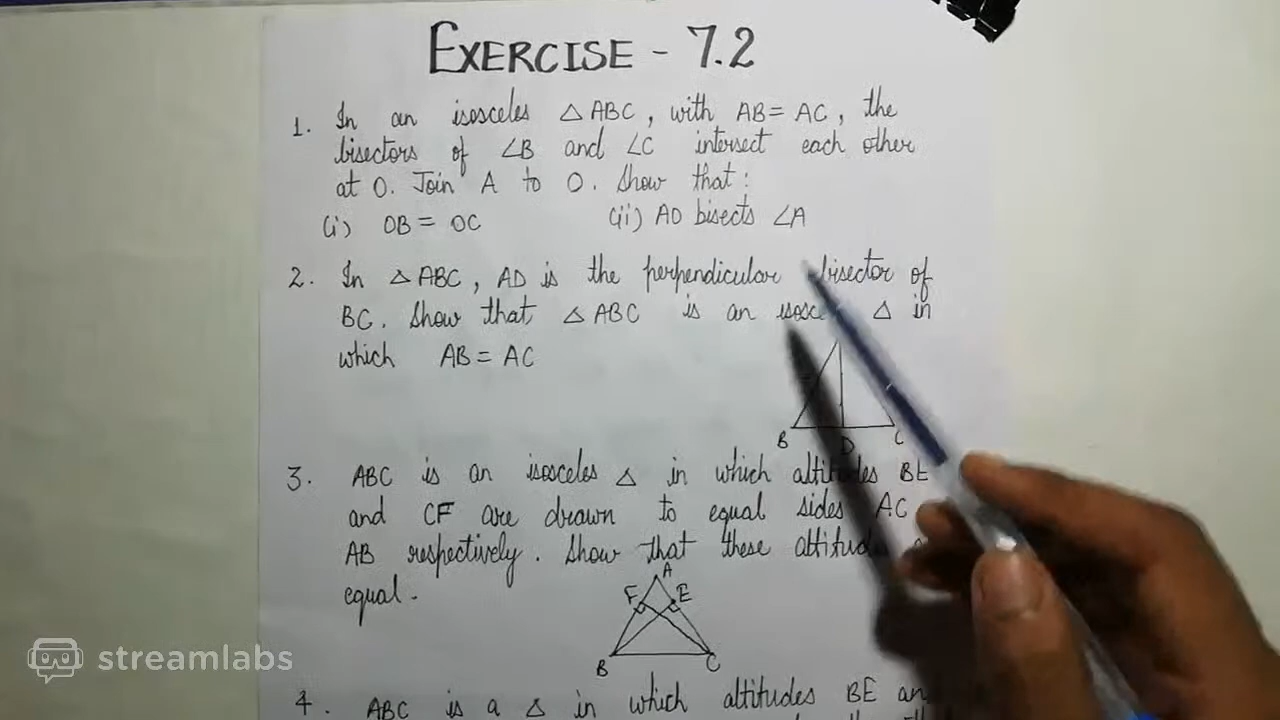 EXERCISE - 7.2
1. In an isosceles △ABC, with AB = AC, the
bisectors of ∠B and ∠C intersect each other
at O. Join A to O. Show that:
(i) OB = OC (ii) AO bisects ∠A
2. In △ABC, AD is the perpendicular bisector of
BC. Show that △ABC is an △ in
which AB = AC
B D C
3. ABC is an isosceles △ in which altitudes BE
and CF are drawn to equal sides AC
AB respectively. Show that these
equal.
A
F E
B C
4. ABC is a △ in which altitudes BE
streamlabs